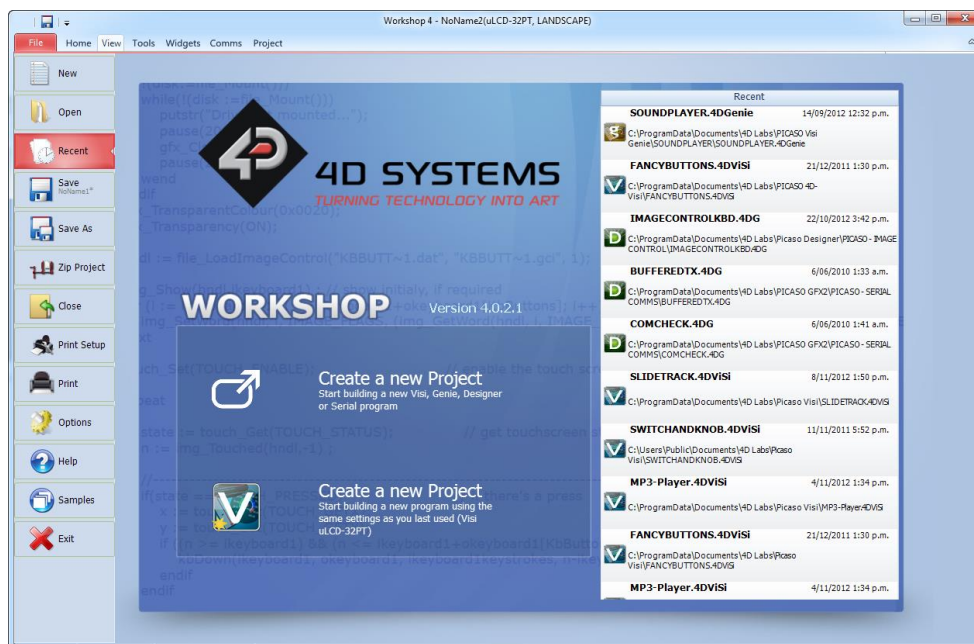 Workshop 4 - NoName2(uLCD-32PT, LANDSCAPE)
File Home View Tools Widgets Comms Project
New
Open
Recent
Save
NoName1*
Save As
Zip Project
Close
Print Setup
Print
Options
Help
Samples
Exit
4D SYSTEMS
TURNING TECHNOLOGY INTO ART
WORKSHOP Version 4.0.2.1
Create a new Project
Start building a new Visi, Genie, Designer
or Serial program
Create a new Project
Start building a new program using the
same settings as you last used (Visi
uLCD-32PT)
Recent
SOUNDPLAYER.4DGenie 14/09/2012 12:32 p.m.
C:\ProgramData\Documents\4D Labs\PICASO Visi
Genie\SOUNDPLAYER\SOUNDPLAYER.4DGenie
FANCYBUTTONS.4DViSi 21/12/2011 1:30 p.m.
C:\ProgramData\Documents\4D Labs\PICASO 4D-
Visi\FANCYBUTTONS.4DViSi
IMAGECONTROLKBD.4DG 22/10/2012 3:42 p.m.
C:\ProgramData\Documents\4D Labs\Picaso Designer\PICASO - IMAGE
CONTROL\IMAGECONTROLKBD.4DG
BUFFEREDTX.4DG 6/06/2010 1:33 a.m.
C:\ProgramData\Documents\4D Labs\PICASO GFX2\PICASO - SERIAL
COMMS\BUFFEREDTX.4DG
COMCHECK.4DG 6/06/2010 1:41 a.m.
C:\ProgramData\Documents\4D Labs\PICASO GFX2\PICASO - SERIAL
COMMS\COMCHECK.4DG
SLIDETRACK.4DViSi 8/11/2012 1:50 p.m.
C:\ProgramData\Documents\4D Labs\Picaso Visi\SLIDETRACK.4DViSi
SWITCHANDKNOB.4DViSi 11/11/2011 5:52 p.m.
C:\Users\Public\Documents\4D Labs\Picaso
Visi\SWITCHANDKNOB.4DViSi
MP3-Player.4DViSi 4/11/2012 1:34 p.m.
C:\ProgramData\Documents\4D Labs\Picaso Visi\MP3-Player.4DViSi
FANCYBUTTONS.4DViSi 21/12/2011 1:30 p.m.
C:\ProgramData\Documents\4D Labs\Picaso
Visi\FANCYBUTTONS.4DViSi
MP3-Player.4DViSi 4/11/2012 1:34 p.m.